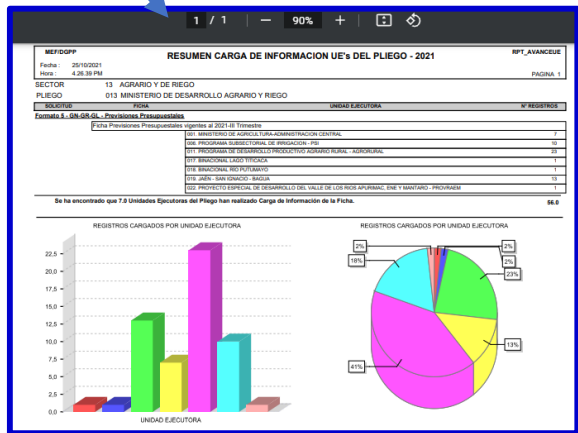 1 / 1 — 90% +
MEF/DGPP
RESUMEN CARGA DE INFORMACION UE's DEL PLIEGO - 2021
RPT_AVANCEUE
Fecha : 25/10/2021
Hora : 4.26.39 PM
PAGINA 1
SECTOR 13 AGRARIO Y DE RIEGO
PLIEGO 013 MINISTERIO DE DESARROLLO AGRARIO Y RIEGO
SOLICITUD FICHA UNIDAD EJECUTORA N° REGISTROS
Formato 5 - GN-GR-GL - Previsiones Presupuestales
Ficha Previsiones Presupuestales vigentes al 2021-III Trimestre
001. MINISTERIO DE AGRICULTURA-ADMINISTRACION CENTRAL 7
006. PROGRAMA SUBSECTORIAL DE IRRIGACION - PSI 10
011. PROGRAMA DE DESARROLLO PRODUCTIVO AGRARIO RURAL - AGRORURAL 23
017. BINACIONAL LAGO TITICACA 1
018. BINACIONAL RIO PUTUMAYO 1
019. JAEN - SAN IGNACIO - BAGUA 13
022. PROYECTO ESPECIAL DE DESARROLLO DEL VALLE DE LOS RIOS APURIMAC, ENE Y MANTARO - PROVRAEM 1
Se ha encontrado que 7.0 Unidades Ejecutoras del Pliego han realizado Carga de Información de la Ficha. 56.0
REGISTROS CARGADOS POR UNIDAD EJECUTORA
22,5
20,0
17,5
15,0
12,5
10,0
7,5
5,0
2,5
0,0
UNIDAD EJECUTORA
REGISTROS CARGADOS POR UNIDAD EJECUTORA
2%
2%
18%
2%
23%
13%
41%